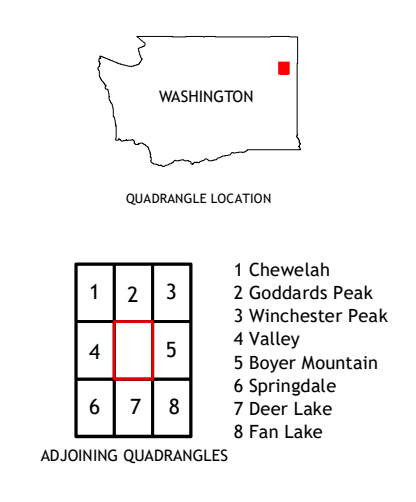 WASHINGTON
QUADRANGLE LOCATION
1 2 3
4 5
6 7 8
1 Chewelah
2 Goddards Peak
3 Winchester Peak
4 Valley
5 Boyer Mountain
6 Springdale
7 Deer Lake
8 Fan Lake
ADJOINING QUADRANGLES